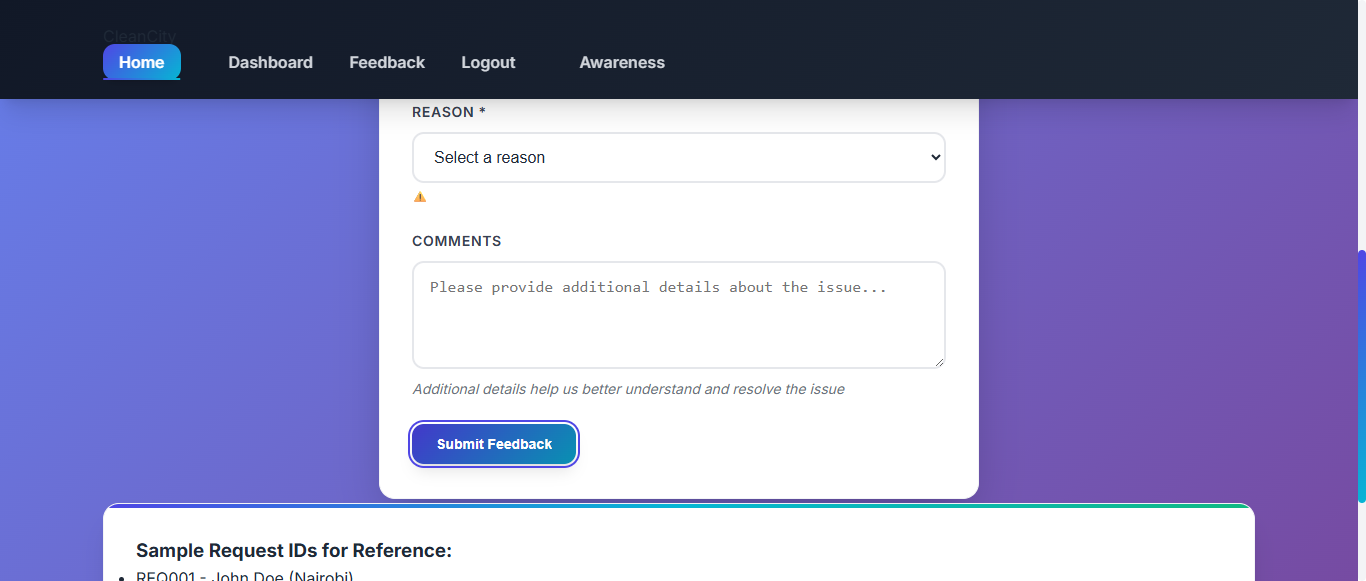 CleanCity
Home Dashboard Feedback Logout Awareness
REASON *
Select a reason
COMMENTS
Please provide additional details about the issue...
Additional details help us better understand and resolve the issue
Submit Feedback
Sample Request IDs for Reference:
REQ001 - John Doe (Nairobi)